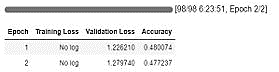 [98/98 6:23:51, Epoch 2/2]
Epoch Training Loss Validation Loss Accuracy
1 No log 1.226210 0.480074
2 No log 1.279740 0.477237